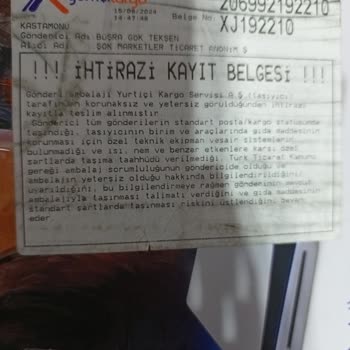 206992192210
15/06/2024
14:47:48
Belge No.
XJ192210
KASTAMONU
Gönderici Adı BÜŞRA GÖK TEKŞEN
Alıcı Adı ŞOK MARKETLER TİCARET ANONİM Ş
!!! İHTİRAZİ KAYIT BELGESİ !!!
Gönderi ambalajı Yurtiçi Kargo Servisi A.Ş.(taşıyıcı)
tarafından korunaksız ve yetersiz görüldüğünden ihtirazi
kayıtla teslim alınmıştır
Gönderici tüm gönderilerin standart posta/kargo statüsünde
taşındığı, taşıyıcının birim ve araçlarında gıda maddesinin
korunması için özel teknik ekipman vesair sistemlerin
bulunmadığı ve ısı, nem ve benzer etkenlere karşı özel
şartlarda taşıma taahhüdü verilmediği, Türk Ticaret Kanunu
gereği ambalaj sorumluluğunun göndericide olduğu ve
ambalajın yetersiz olduğu hakkında bilgilendirildiğini
uyarıldığını, bu bilgilendirmeye rağmen gönderinin mevcut
ambalajıyla taşınması talimatı verdiğini ve gıda maddesinin
standart şartlarda taşınması riskini üstlendiğini beyan
eder.